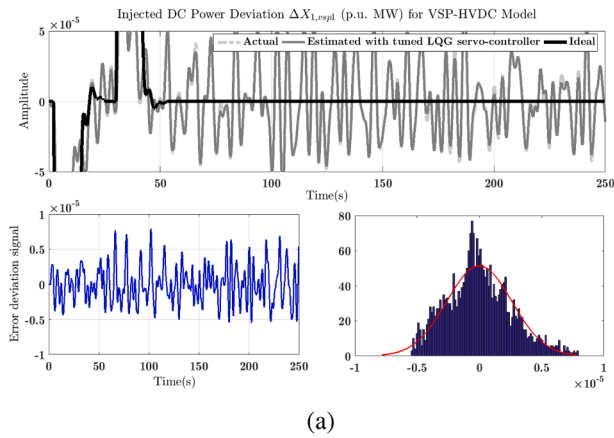 Injected DC Power Deviation ΔX1,vspl (p.u. MW) for VSP-HVDC Model
×10^-5
Actual Estimated with tuned LQG servo-controller Ideal
5
0
-5
Amplitude
0 50 100 150 200 250
Time(s)
×10^-5
1
0.5
0
-0.5
-1
Error deviation signal
0 50 100 150 200 250
Time(s)
80
60
40
20
0
-1 -0.5 0 0.5 1
×10^-5
(a)